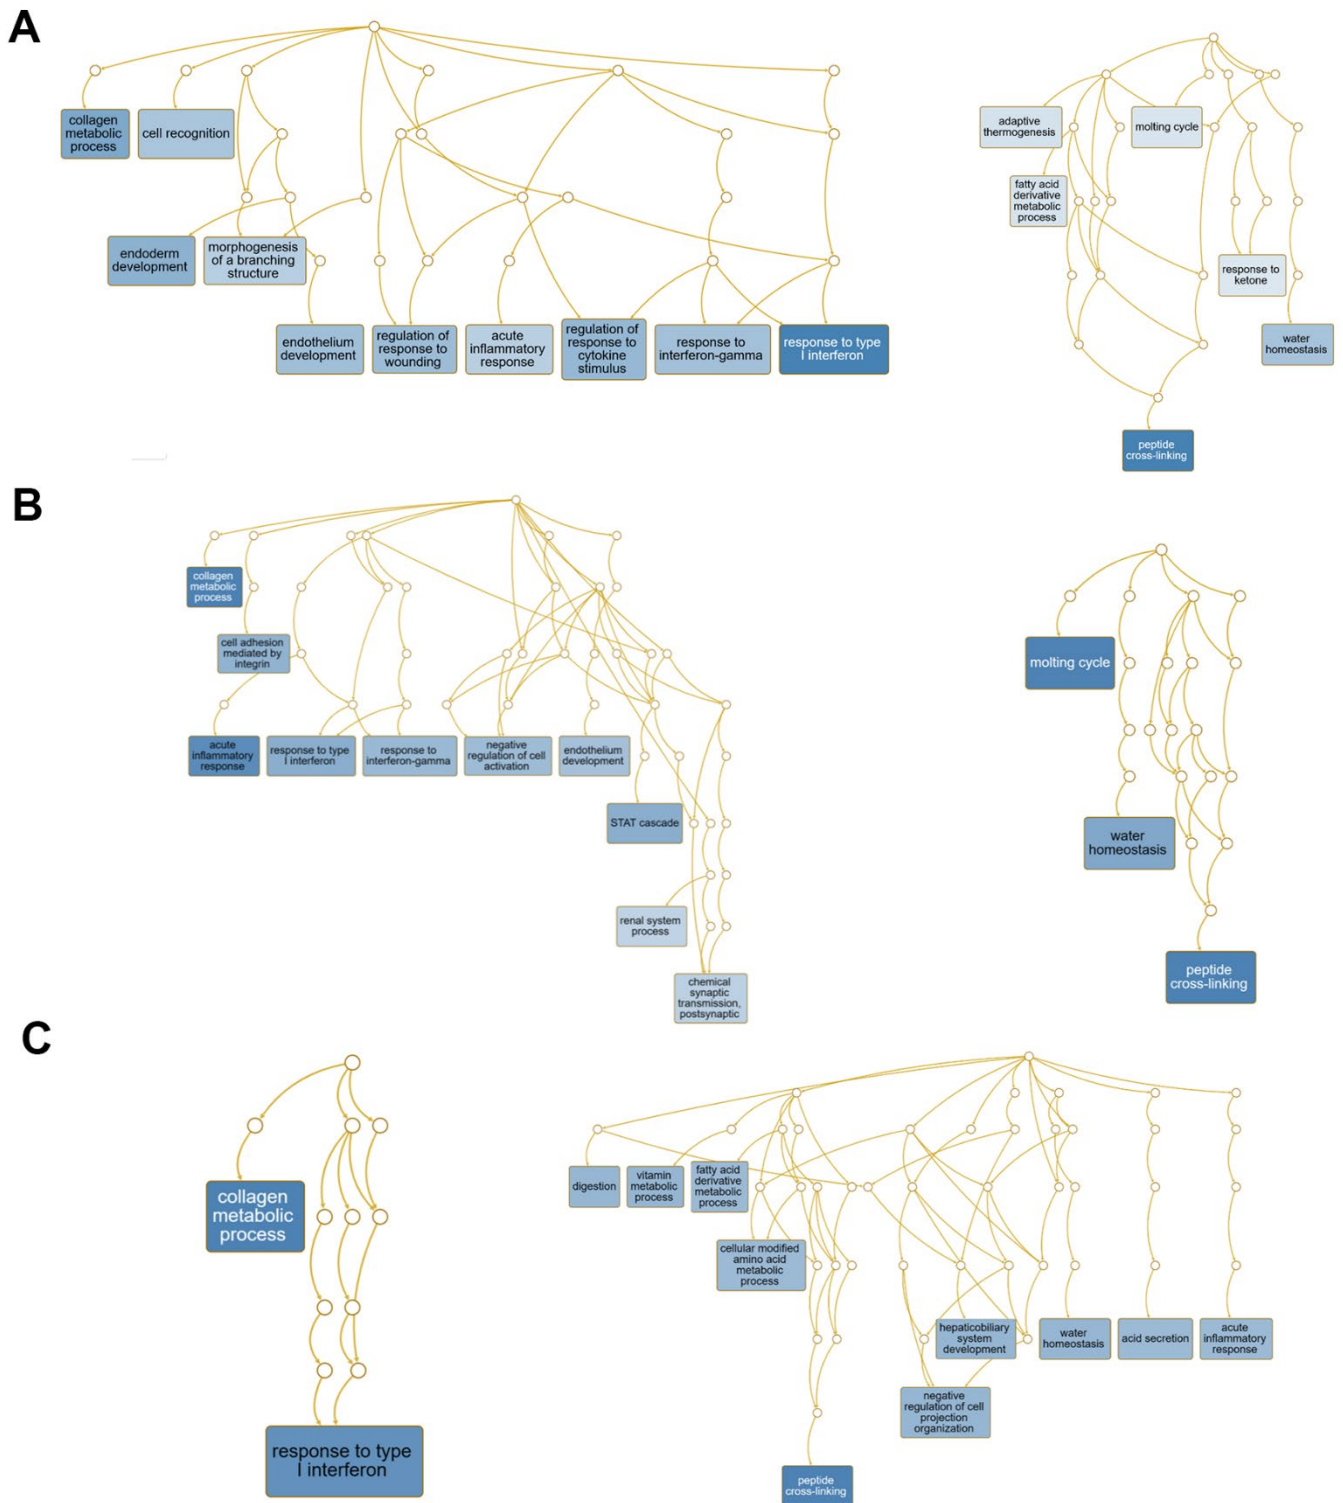 A
collagen
metabolic
process
cell recognition
endoderm
development
morphogenesis
of a branching
structure
endothelium
development
regulation of
response to
wounding
acute
inflammatory
response
regulation of
response to
cytokine
stimulus
response to
interferon-gamma
response to type
I interferon
adaptive
thermogenesis
molting cycle
fatty acid
derivative
metabolic
process
response to
ketone
water
homeostasis
peptide
cross-linking
B
collagen
metabolic
process
cell adhesion
mediated by
integrin
acute
inflammatory
response
response to type
I interferon
response to
interferon-gamma
negative
regulation of cell
activation
endothelium
development
STAT cascade
renal system
process
chemical
synaptic
transmission,
postsynaptic
molting cycle
water
homeostasis
peptide
cross-linking
C
collagen
metabolic
process
response to type
I interferon
digestion
vitamin
metabolic
process
fatty acid
derivative
metabolic
process
cellular modified
amino acid
metabolic
process
hepaticobiliary
system
development
water
homeostasis
acid secretion
acute
inflammatory
response
negative
regulation of cell
projection
organization
peptide
cross-linking